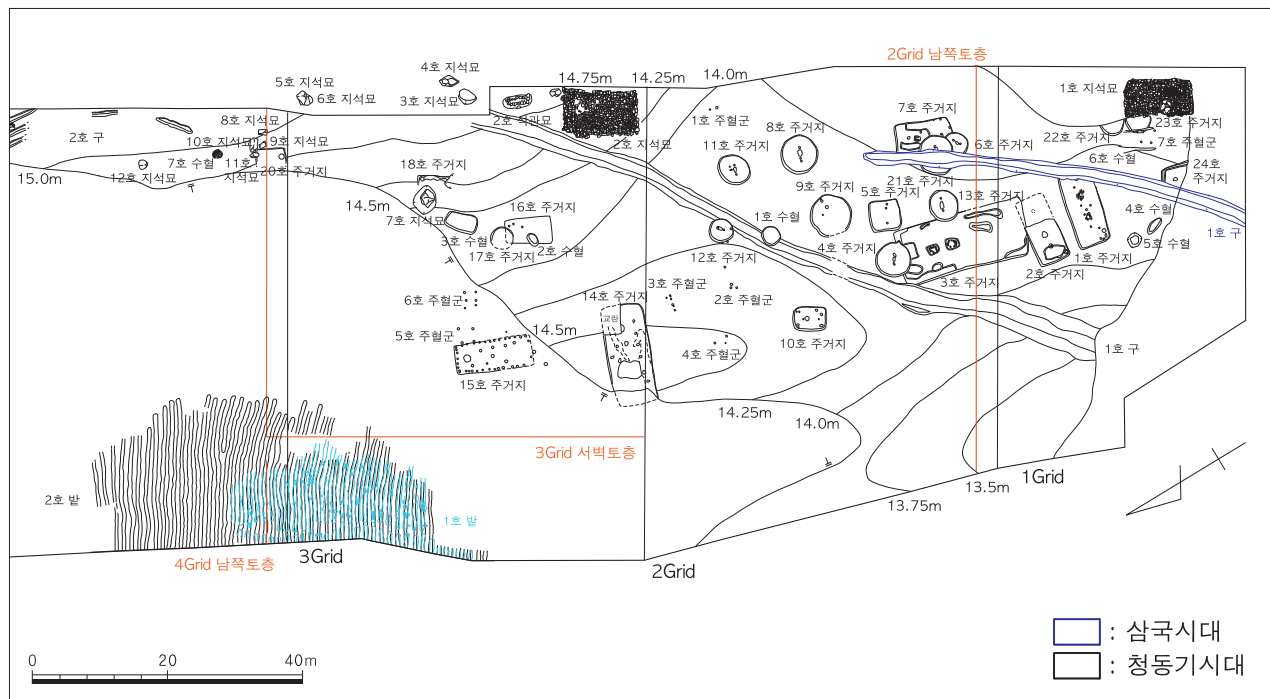 2Grid 남쪽토층
4호 지석묘
5호 지석묘
6호 지석묘
3호 지석묘
14.75m
14.25m
14.0m
1호 지석묘
8호 지석묘
2호 석관묘
1호 주혈군
7호 주거지
23호 주거지
2호 구
10호 지석묘
9호 지석묘
2호 지석묘
8호 주거지
22호 주거지
7호 주혈군
11호 주거지
6호 주거지
6호 수혈
7호 수혈
11호
12호 지석묘
지석묘
20호 주거지
18호 주거지
24호
주거지
15.0m
21호 주거지
9호 주거지
5호 주거지
13호 주거지
14.5m
7호 지석묘
16호 주거지
4호 수혈
1호 수혈
1호 구
3호 수혈
2호 수혈
4호 주거지
5호 수혈
17호 주거지
12호 주거지
1호 주거지
2호 주거지
3호 주거지
3호 주혈군
2호 주혈군
6호 주혈군
14호 주거지
교란
14.5m
5호 주혈군
10호 주거지
4호 주혈군
1호 구
15호 주거지
14.25m
14.0m
3Grid 서벽토층
1Grid
13.5m
13.75m
2호 밭
1호 밭
3Grid
4Grid 남쪽토층
2Grid
: 삼국시대
: 청동기시대
0
20
40m